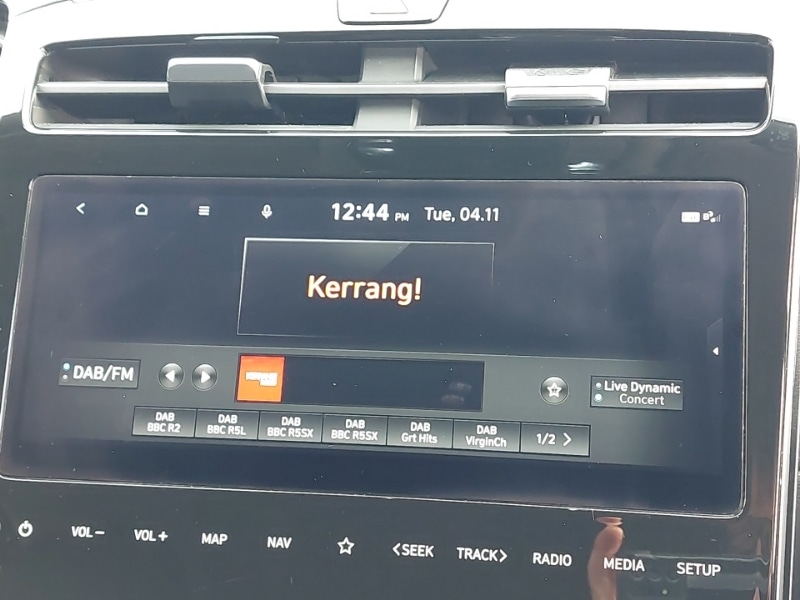 12:44 PM Tue, 04.11
Kerrang!
DAB/FM
Live Dynamic
Concert
DAB
BBC R2
DAB
BBC R5L
DAB
BBC R5SX
DAB
BBC R5SX
DAB
Grt Hits
DAB
VirginCh
1/2 >
VOL−
VOL+
MAP
NAV
<SEEK
TRACK>
RADIO
MEDIA
SETUP